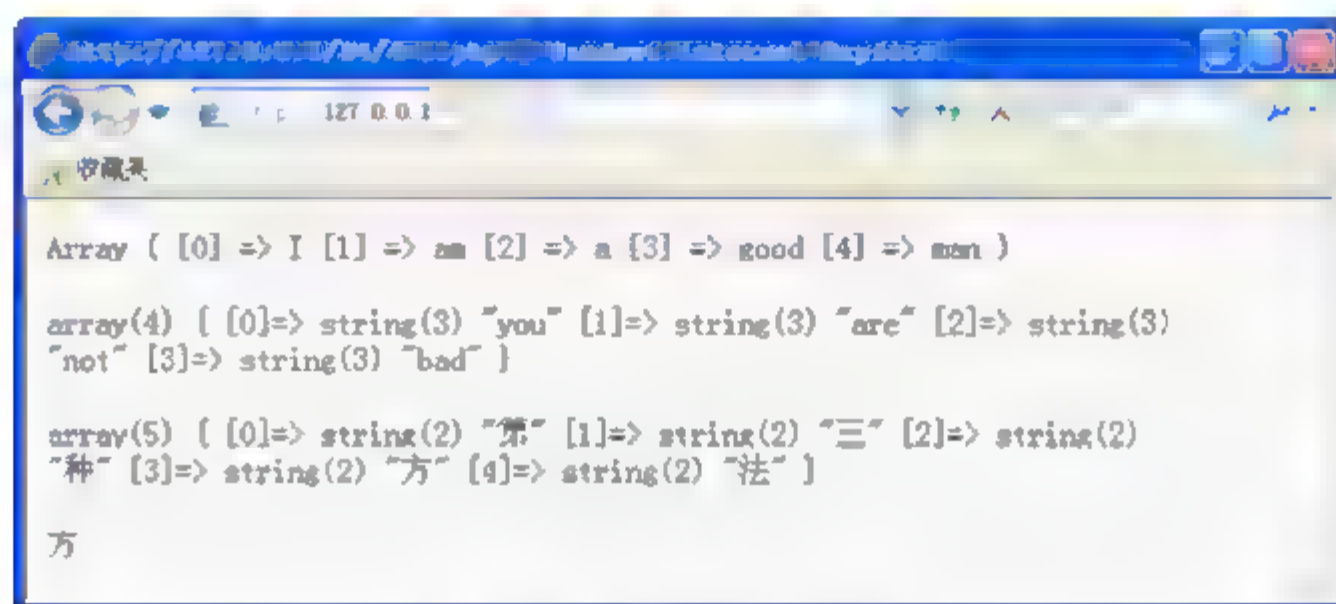 127.0.0.1
收藏夹
Array ( [0] => I [1] => am [2] => a [3] => good [4] => man )
array(4) { [0]=> string(3) "you" [1]=> string(3) "are" [2]=> string(3)
"not" [3]=> string(3) "bad" }
array(5) { [0]=> string(2) "第" [1]=> string(2) "三" [2]=> string(2)
"种" [3]=> string(2) "方" [4]=> string(2) "法" }
方